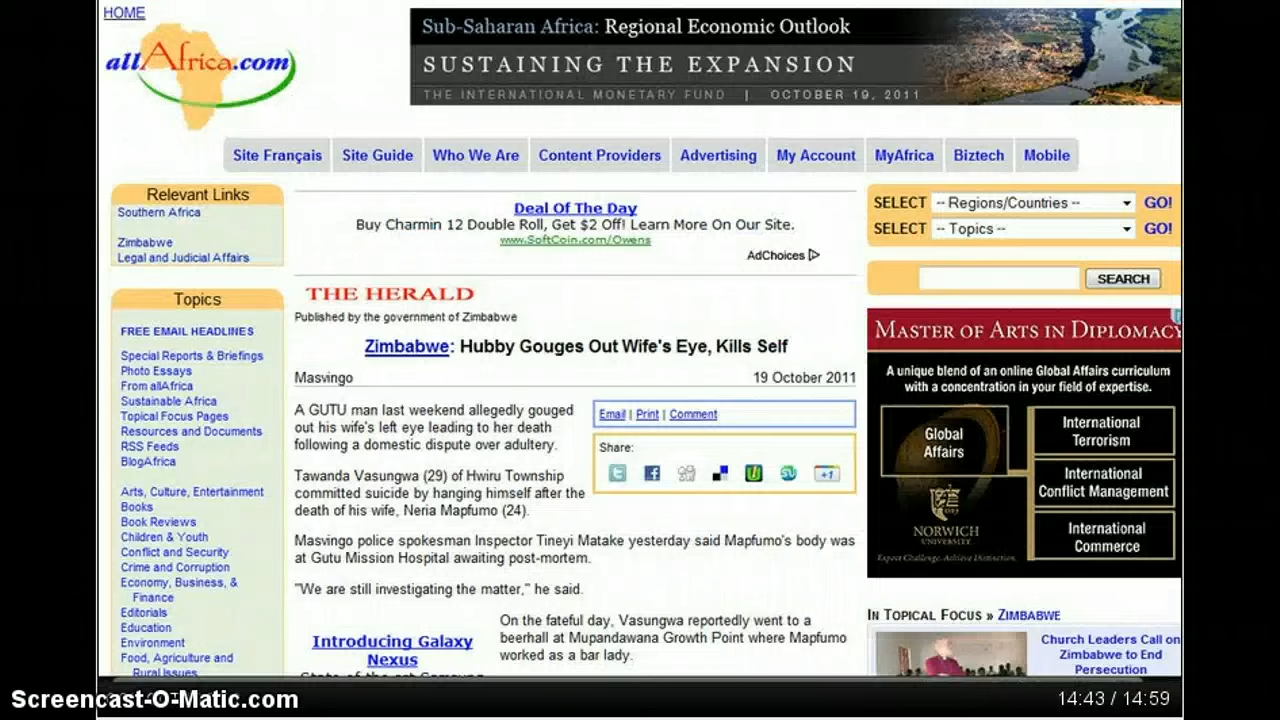 HOME
allAfrica.com
Sub-Saharan Africa: Regional Economic Outlook
SUSTAINING THE EXPANSION
THE INTERNATIONAL MONETARY FUND | OCTOBER 19, 2011
Site Français Site Guide Who We Are Content Providers Advertising My Account MyAfrica Biztech Mobile
Relevant Links
Southern Africa
Zimbabwe
Legal and Judicial Affairs
Topics
FREE EMAIL HEADLINES
Special Reports & Briefings
Photo Essays
From allAfrica
Sustainable Africa
Topical Focus Pages
Resources and Documents
RSS Feeds
BlogAfrica
Arts, Culture, Entertainment
Books
Book Reviews
Children & Youth
Conflict and Security
Crime and Corruption
Economy, Business, &
Finance
Editorials
Education
Environment
Food, Agriculture and
Rural Issues
Deal Of The Day
Buy Charmin 12 Double Roll, Get $2 Off! Learn More On Our Site.
www.SoftCoin.com/Owens
AdChoices
THE HERALD
Published by the government of Zimbabwe
Zimbabwe: Hubby Gouges Out Wife's Eye, Kills Self
Masvingo 19 October 2011
A GUTU man last weekend allegedly gouged
out his wife's left eye leading to her death
following a domestic dispute over adultery.
Email | Print | Comment
Share:
+1
Tawanda Vasungwa (29) of Hwiru Township
committed suicide by hanging himself after the
death of his wife, Neria Mapfumo (24).
Masvingo police spokesman Inspector Tineyi Matake yesterday said Mapfumo's body was
at Gutu Mission Hospital awaiting post-mortem.
"We are still investigating the matter," he said.
On the fateful day, Vasungwa reportedly went to a
beerhall at Mupandawana Growth Point where Mapfumo
worked as a bar lady.
Introducing Galaxy
Nexus
SELECT -- Regions/Countries -- GO!
SELECT -- Topics -- GO!
SEARCH
MASTER OF ARTS IN DIPLOMACY
A unique blend of an online Global Affairs curriculum
with a concentration in your field of expertise.
Global
Affairs
International
Terrorism
International
Conflict Management
International
Commerce
NORWICH
UNIVERSITY
Expect Challenge. Achieve Distinction.
IN TOPICAL FOCUS » ZIMBABWE
Church Leaders Call on
Zimbabwe to End
Persecution
Screencast-O-Matic.com
14:43 / 14:59